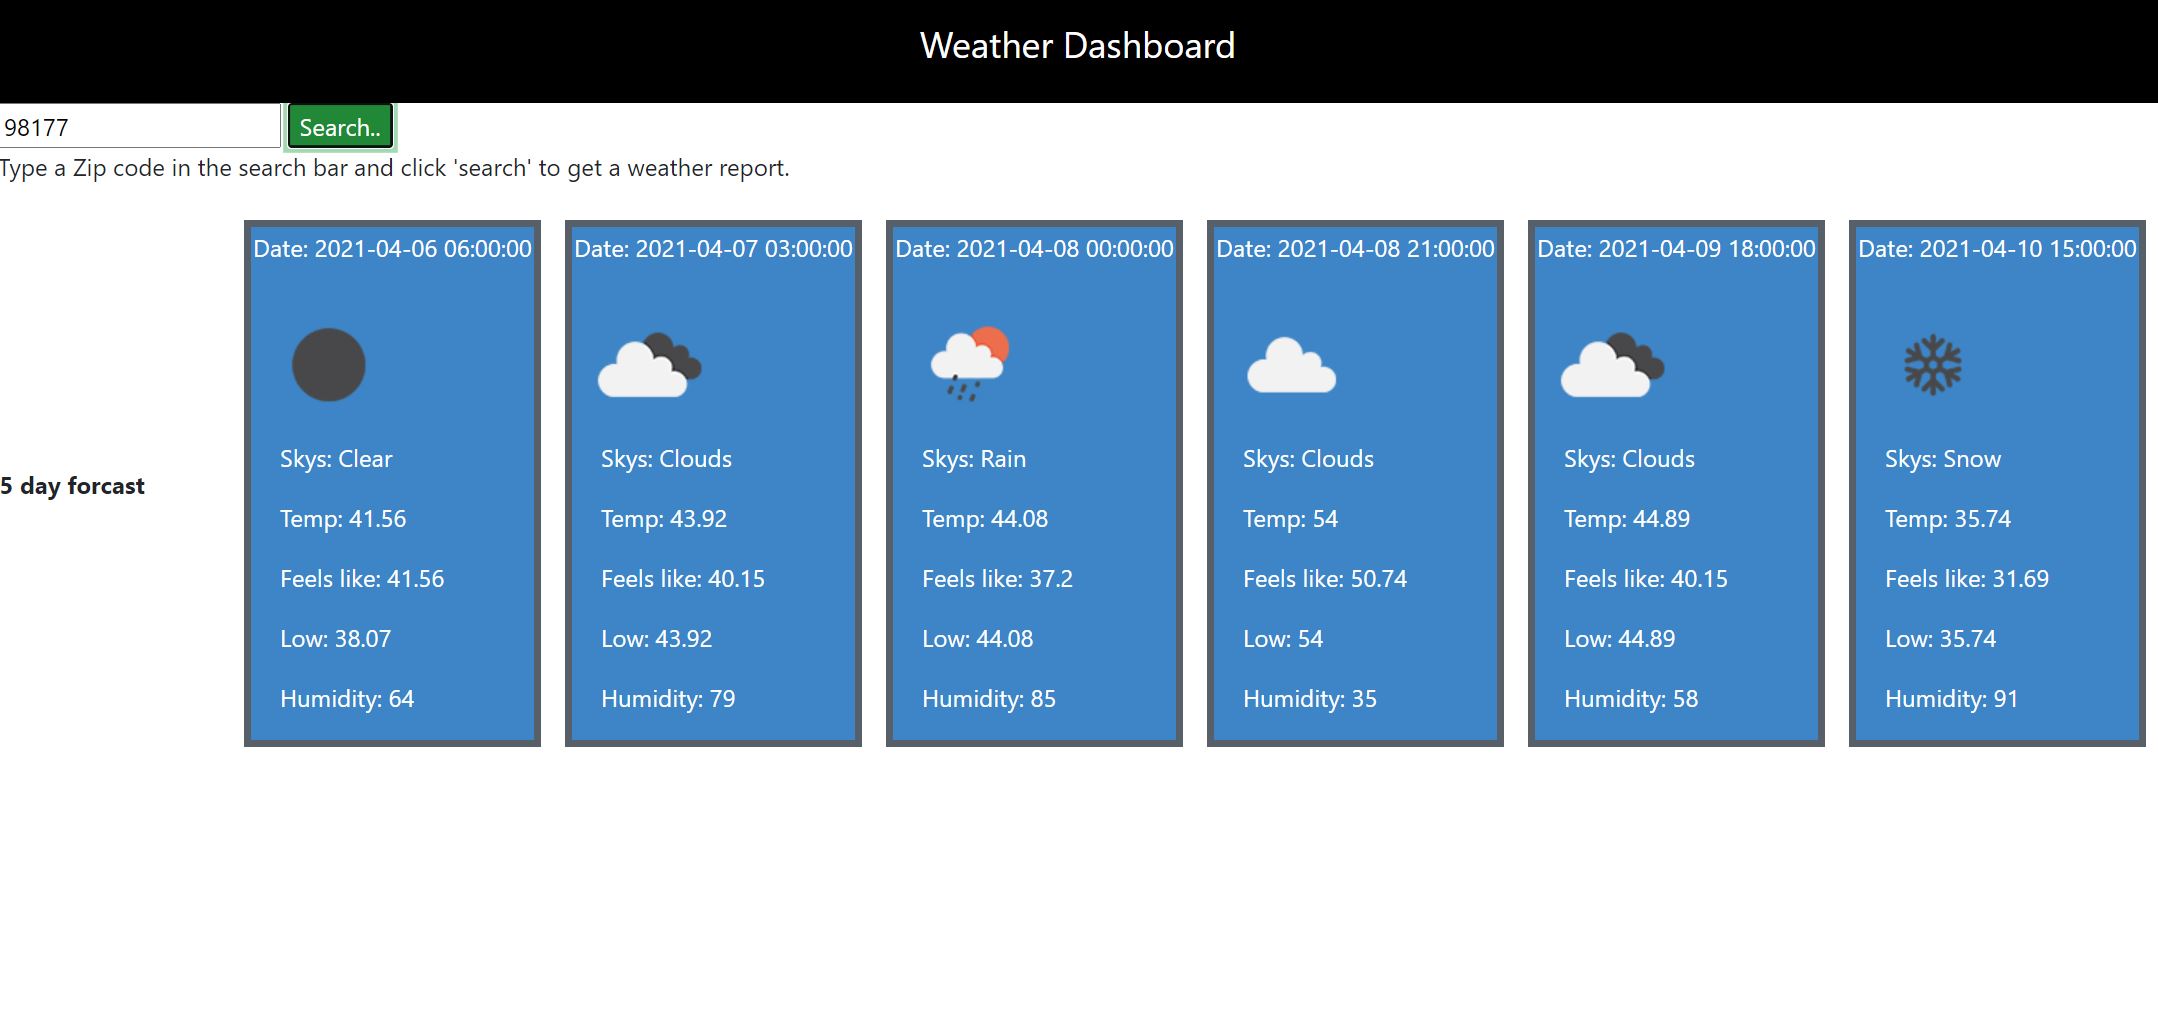 Weather Dashboard
98177
Search..
Type a Zip code in the search bar and click 'search' to get a weather report.
5 day forcast
Date: 2021-04-06 06:00:00
Skys: Clear
Temp: 41.56
Feels like: 41.56
Low: 38.07
Humidity: 64
Date: 2021-04-07 03:00:00
Skys: Clouds
Temp: 43.92
Feels like: 40.15
Low: 43.92
Humidity: 79
Date: 2021-04-08 00:00:00
Skys: Rain
Temp: 44.08
Feels like: 37.2
Low: 44.08
Humidity: 85
Date: 2021-04-08 21:00:00
Skys: Clouds
Temp: 54
Feels like: 50.74
Low: 54
Humidity: 35
Date: 2021-04-09 18:00:00
Skys: Clouds
Temp: 44.89
Feels like: 40.15
Low: 44.89
Humidity: 58
Date: 2021-04-10 15:00:00
Skys: Snow
Temp: 35.74
Feels like: 31.69
Low: 35.74
Humidity: 91